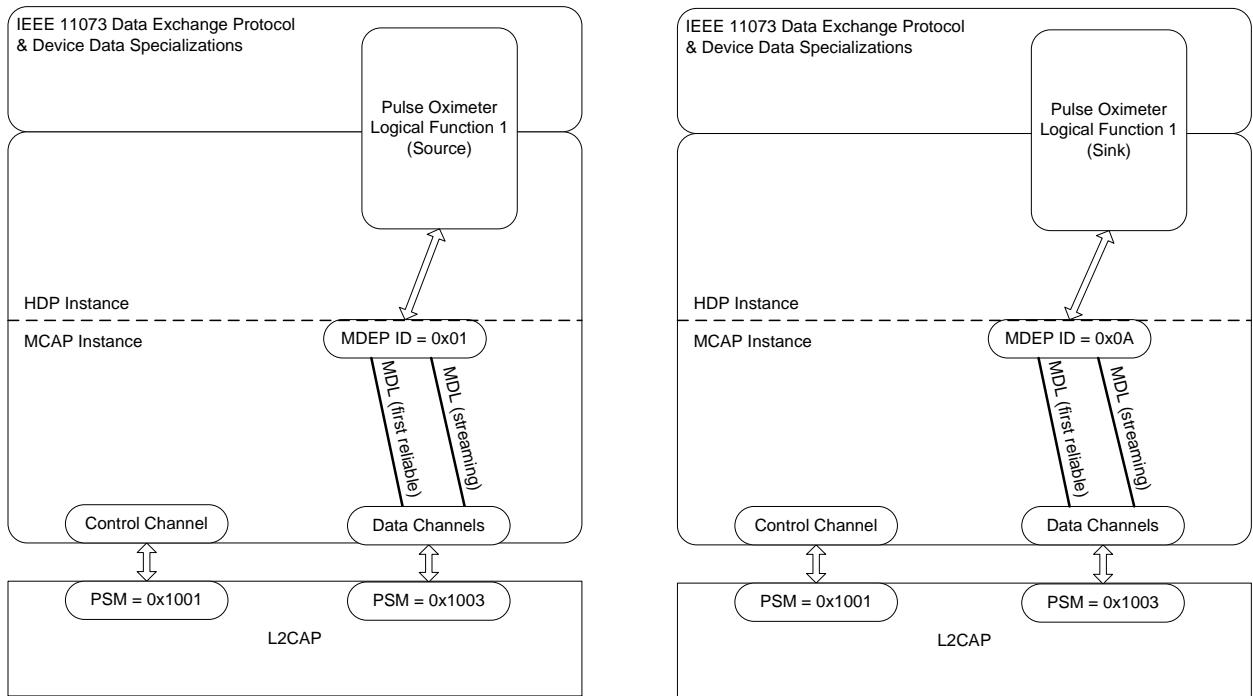 IEEE 11073 Data Exchange Protocol
& Device Data Specializations
Pulse Oximeter
Logical Function 1
(Source)
HDP Instance
MCAP Instance
MDEP ID = 0x01
MDL (first reliable)
MDL (streaming)
Control Channel
Data Channels
PSM = 0x1001
PSM = 0x1003
L2CAP
IEEE 11073 Data Exchange Protocol
& Device Data Specializations
Pulse Oximeter
Logical Function 1
(Sink)
HDP Instance
MCAP Instance
MDEP ID = 0x0A
MDL (first reliable)
MDL (streaming)
Control Channel
Data Channels
PSM = 0x1001
PSM = 0x1003
L2CAP